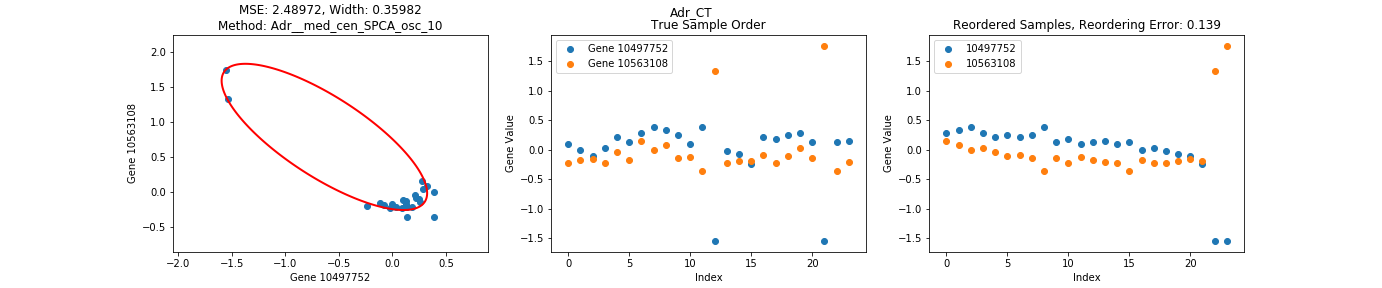 Adr_CT
MSE: 2.48972, Width: 0.35982
Method: Adr__med_cen_SPCA_osc_10
2.0
1.5
1.0
0.5
0.0
−0.5
Gene 10563108
−2.0 −1.5 −1.0 −0.5 0.0 0.5
Gene 10497752
True Sample Order
Gene 10497752
Gene 10563108
1.5
1.0
0.5
0.0
−0.5
−1.0
−1.5
Gene Value
0 5 10 15 20
Index
Reordered Samples, Reordering Error: 0.139
10497752
10563108
1.5
1.0
0.5
0.0
−0.5
−1.0
−1.5
Gene Value
0 5 10 15 20
Index